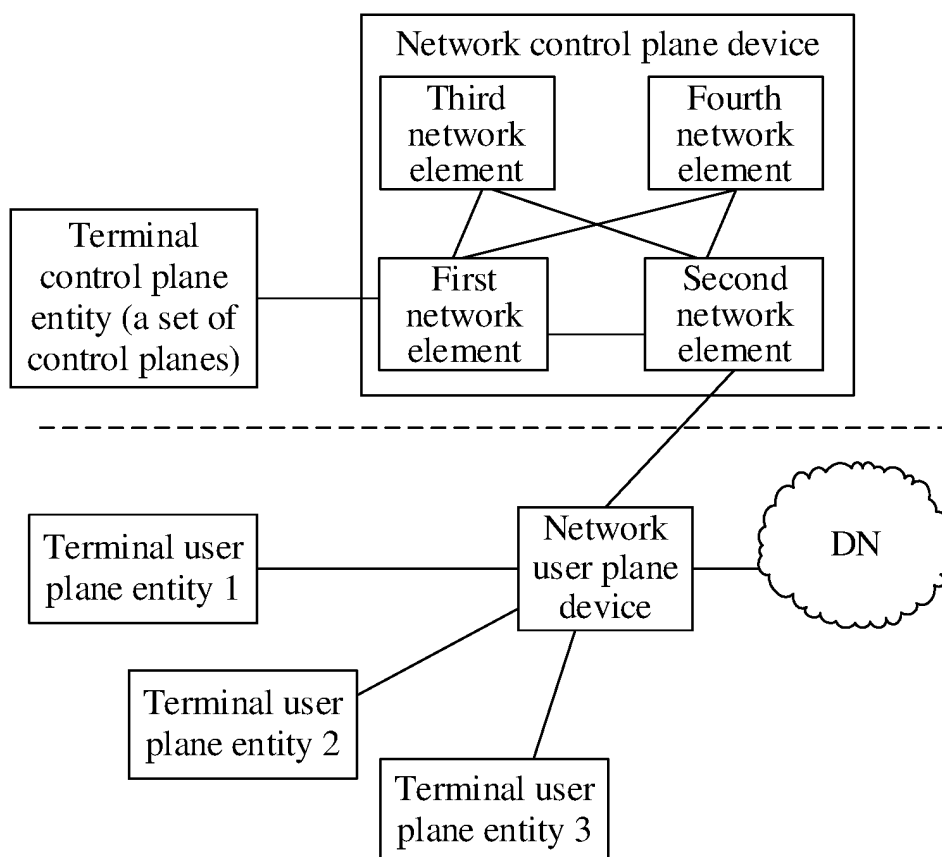 Network control plane device
Third
network
element
Fourth
network
element
Terminal
control plane
entity (a set of
control planes)
First
network
element
Second
network
element
Terminal user
plane entity 1
Network
user plane
device
DN
Terminal user
plane entity 2
Terminal user
plane entity 3